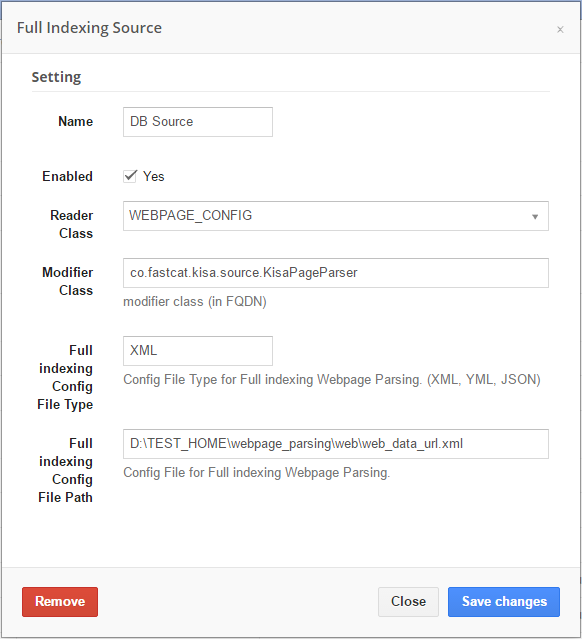 Full Indexing Source
x
Setting
Name
DB Source
Enabled
Yes
Reader
Class
WEBPAGE_CONFIG
Modifier
Class
co.fastcat.kisa.source.KisaPageParser
modifier class (in FQDN)
Full
indexing
Config
File Type
XML
Config File Type for Full indexing Webpage Parsing. (XML, YML, JSON)
Full
indexing
Config
File Path
D:\TEST_HOME\webpage_parsing\web\web_data_url.xml
Config File for Full indexing Webpage Parsing.
Remove
Close
Save changes